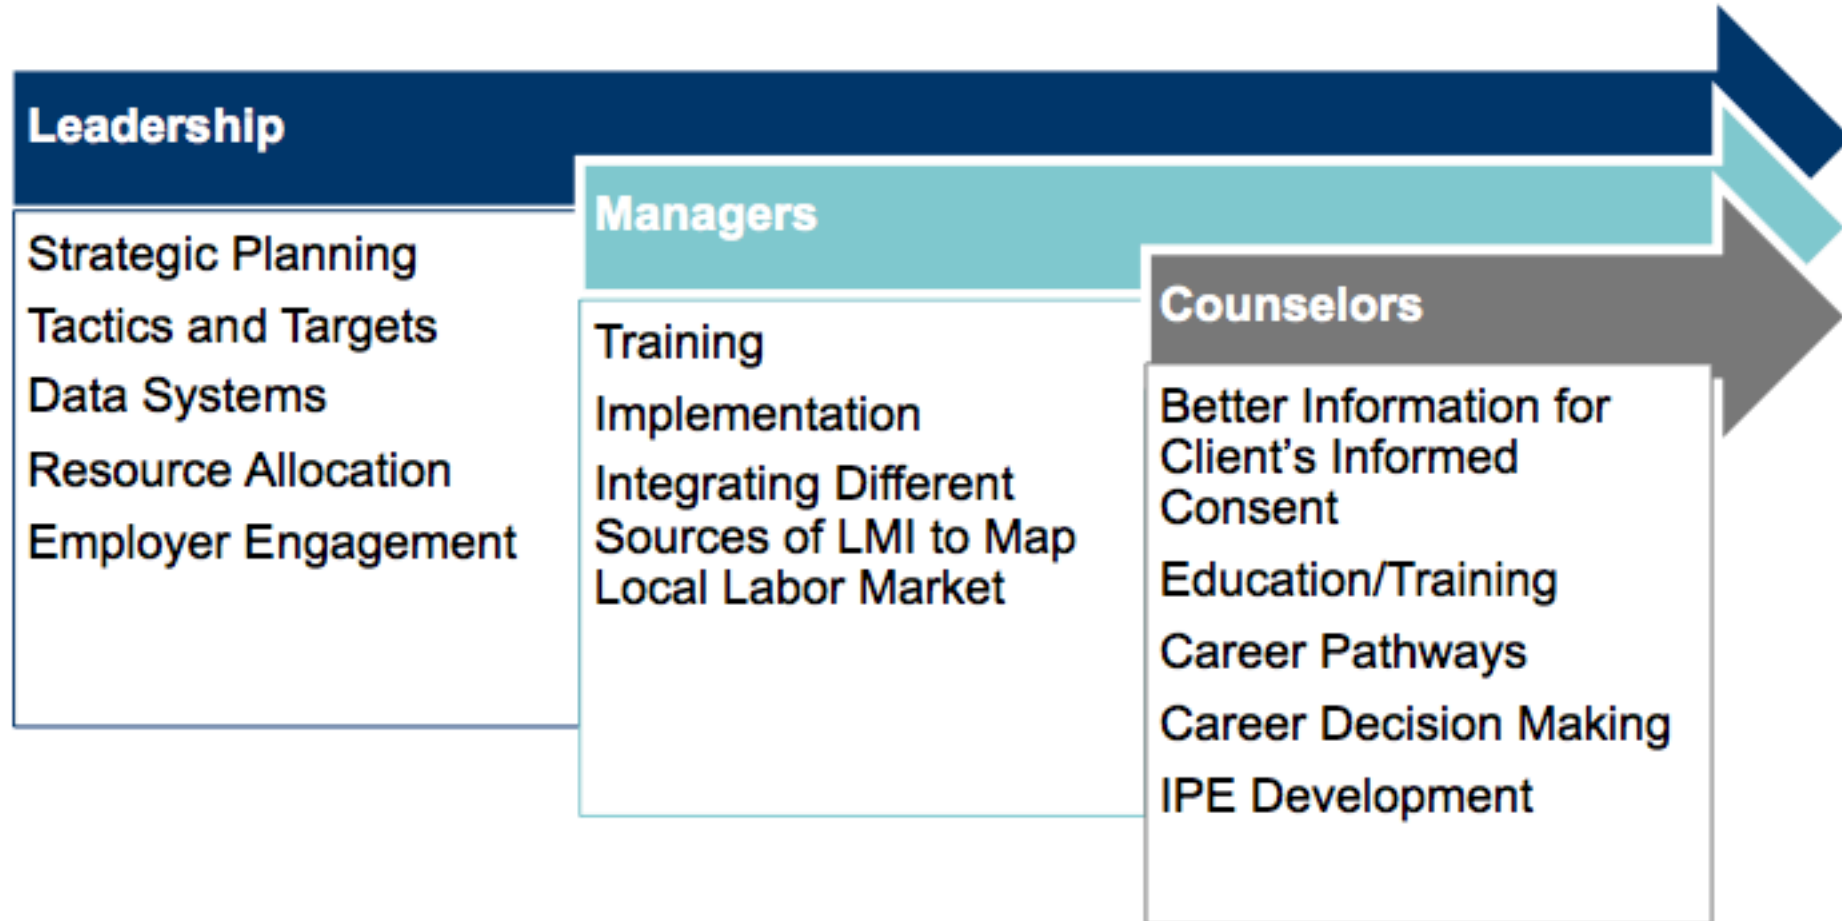 Leadership
Strategic Planning
Tactics and Targets
Data Systems
Resource Allocation
Employer Engagement
Managers
Training
Implementation
Integrating Different
Sources of LMI to Map
Local Labor Market
Counselors
Better Information for
Client’s Informed
Consent
Education/Training
Career Pathways
Career Decision Making
IPE Development